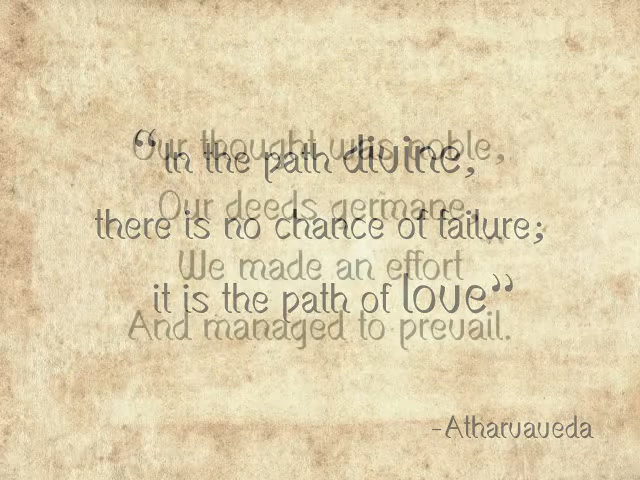 Our thought was noble,
“In the path divine,
Our deeds germane,
there is no chance of failure;
We made an effort
it is the path of love”
And managed to prevail.
-Atharvaveda